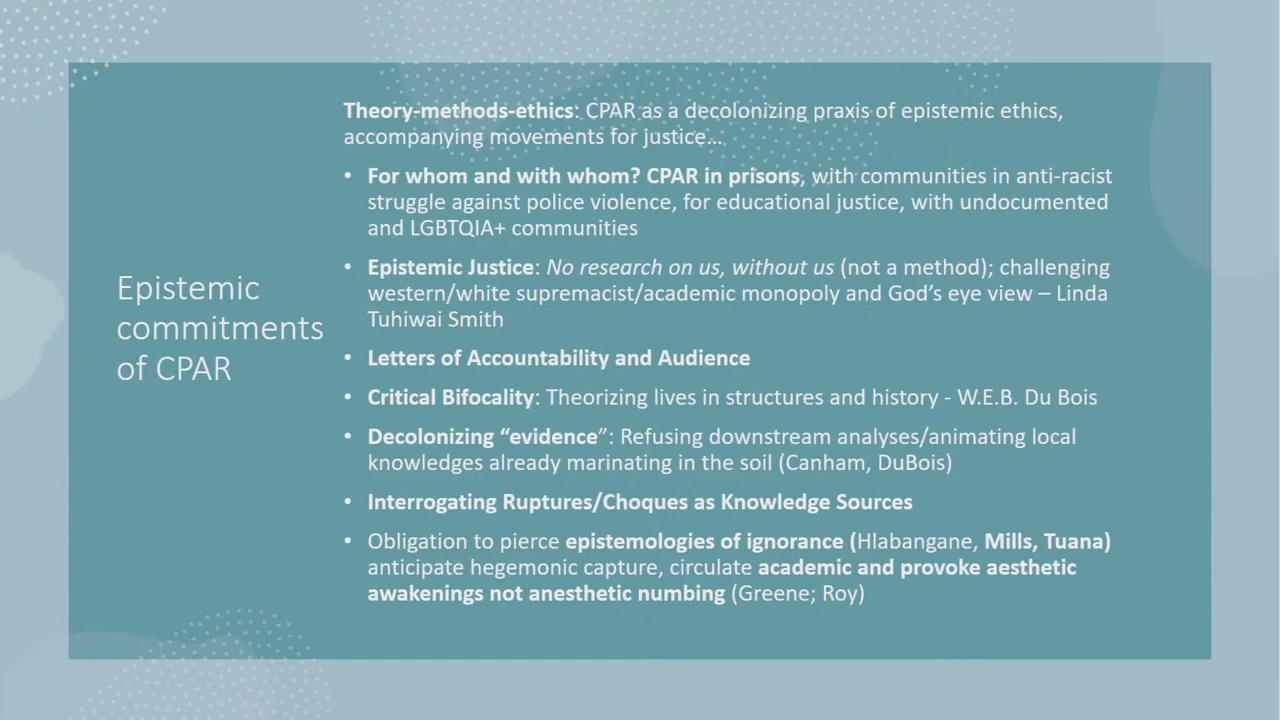 Epistemic
commitments
of CPAR
Theory-methods-ethics: CPAR as a decolonizing praxis of epistemic ethics,
accompanying movements for justice…
• For whom and with whom? CPAR in prisons, with communities in anti-racist
struggle against police violence, for educational justice, with undocumented
and LGBTQIA+ communities
• Epistemic Justice: No research on us, without us (not a method); challenging
western/white supremacist/academic monopoly and God's eye view – Linda
Tuhiwai Smith
• Letters of Accountability and Audience
• Critical Bifocality: Theorizing lives in structures and history - W.E.B. Du Bois
• Decolonizing “evidence”: Refusing downstream analyses/animating local
knowledges already marinating in the soil (Canham, DuBois)
• Interrogating Ruptures/Choques as Knowledge Sources
• Obligation to pierce epistemologies of ignorance (Hlabangane, Mills, Tuana)
anticipate hegemonic capture, circulate academic and provoke aesthetic
awakenings not anesthetic numbing (Greene; Roy)